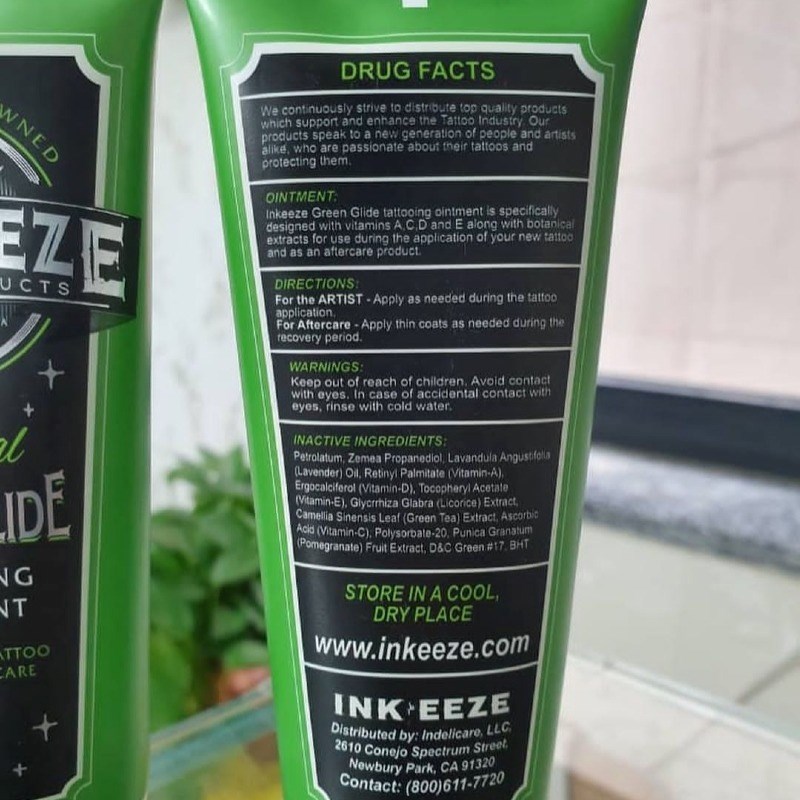 WNED
EEZE
UCTS
A
al
LIDE
NG
NT
ATTOO
CARE
DRUG FACTS
We continuously strive to distribute top quality products
which support and enhance the Tattoo Industry. Our
products speak to a new generation of people and artists
alike, who are passionate about their tattoos and
protecting them.
OINTMENT:
Inkeeze Green Glide tattooing ointment is specifically
designed with vitamins A,C,D and E along with botanical
extracts for use during the application of your new tattoo
and as an aftercare product.
DIRECTIONS:
For the ARTIST - Apply as needed during the tattoo
application.
For Aftercare - Apply thin coats as needed during the
recovery period.
WARNINGS:
Keep out of reach of children. Avoid contact
with eyes. In case of accidental contact with
eyes, rinse with cold water.
INACTIVE INGREDIENTS:
Petrolatum, Zemea Propanediol, Lavandula Angustifolia
(Lavender) Oil, Retinyl Palmitate (Vitamin-A),
Ergocalciferol (Vitamin-D), Tocopheryl Acetate
(Vitamin-E), Glycrrhiza Glabra (Licorice) Extract,
Camellia Sinensis Leaf (Green Tea) Extract, Ascorbic
Acid (Vitamin-C), Polysorbate-20, Punica Granatum
(Pomegranate) Fruit Extract, D&C Green #17, BHT
STORE IN A COOL,
DRY PLACE
www.inkeeze.com
INK EEZE
Distributed by: Indelicare, LLC,
2610 Conejo Spectrum Street,
Newbury Park, CA 91320
Contact: (800)611-7720